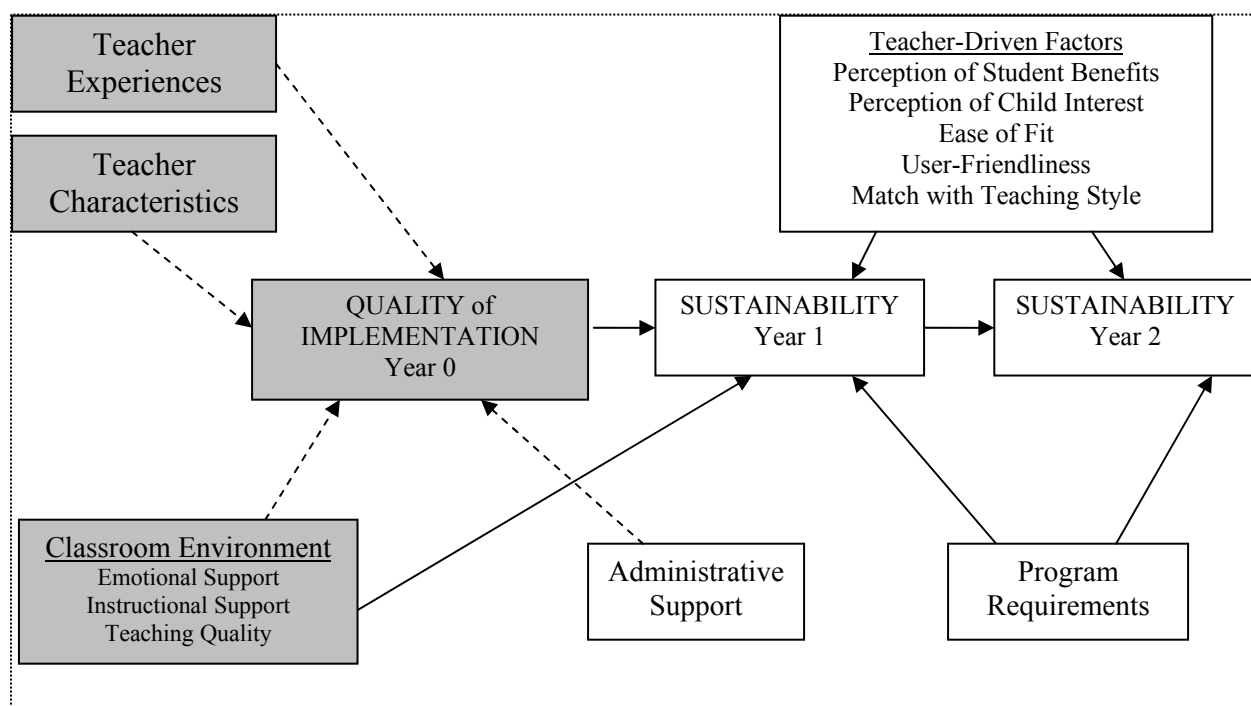 Teacher
Experiences
Teacher
Characteristics
Teacher-Driven Factors
Perception of Student Benefits
Perception of Child Interest
Ease of Fit
User-Friendliness
Match with Teaching Style
QUALITY of
IMPLEMENTATION
Year 0
SUSTAINABILITY
Year 1
SUSTAINABILITY
Year 2
Classroom Environment
Emotional Support
Instructional Support
Teaching Quality
Administrative
Support
Program
Requirements